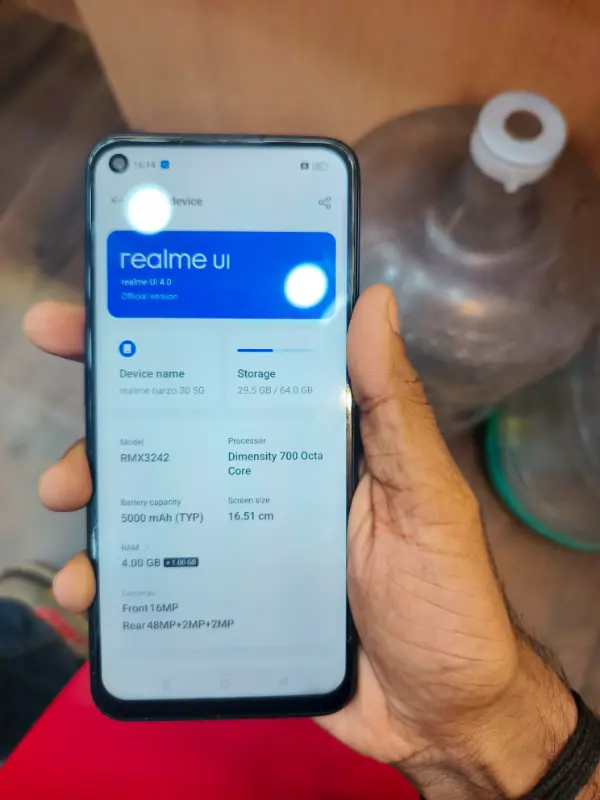 16:14
device
realme UI
realme UI 4.0
Official version
Device name
realme narzo 30 5G
Storage
29.5 GB / 64.0 GB
Model
RMX3242
Processor
Dimensity 700 Octa
Core
Battery capacity
5000 mAh (TYP)
Screen size
16.51 cm
RAM
4.00 GB + 1.00 GB
Cameras
Front 16MP
Rear 48MP+2MP+2MP